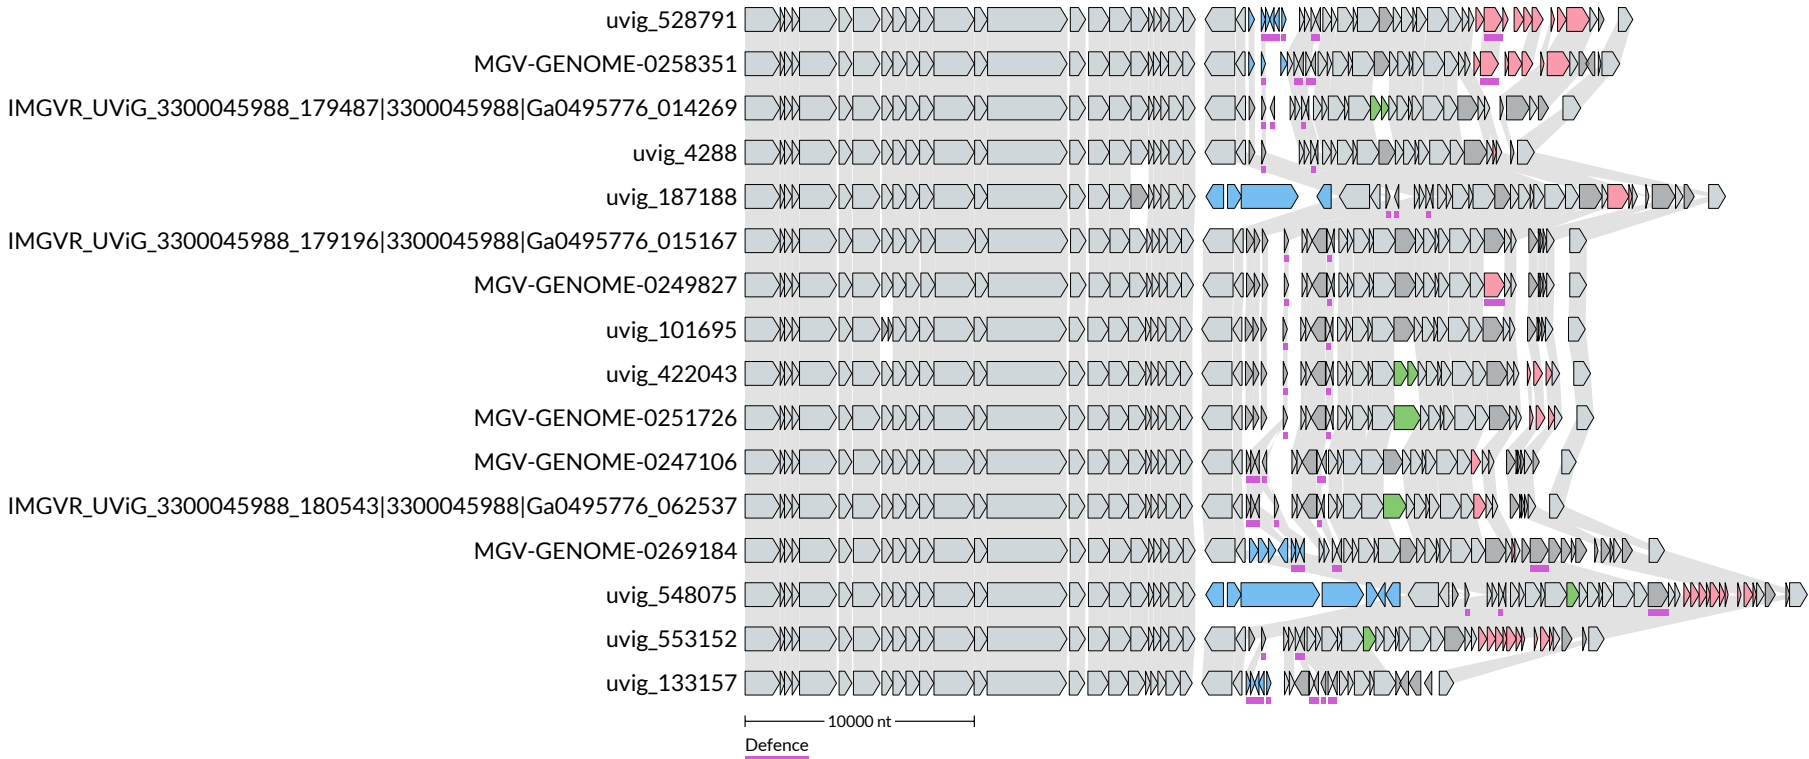 uvig_528791
MGV-GENOME-0258351
IMGVR_UViG_3300045988_179487|3300045988|Ga0495776_014269
uvig_4288
uvig_187188
IMGVR_UViG_3300045988_179196|3300045988|Ga0495776_015167
MGV-GENOME-0249827
uvig_101695
uvig_422043
MGV-GENOME-0251726
MGV-GENOME-0247106
IMGVR_UViG_3300045988_180543|3300045988|Ga0495776_062537
MGV-GENOME-0269184
uvig_548075
uvig_553152
uvig_133157
10000 nt
Defence